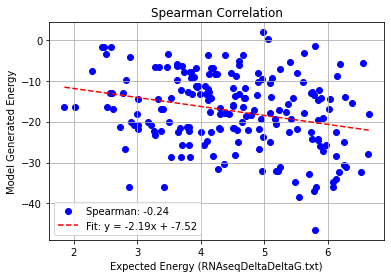 Spearman Correlation
0
−10
−20
−30
−40
Model Generated Energy
Spearman: -0.24
Fit: y = -2.19x + -7.52
2 3 4 5 6
Expected Energy (RNAseqDeltaDeltaG.txt)